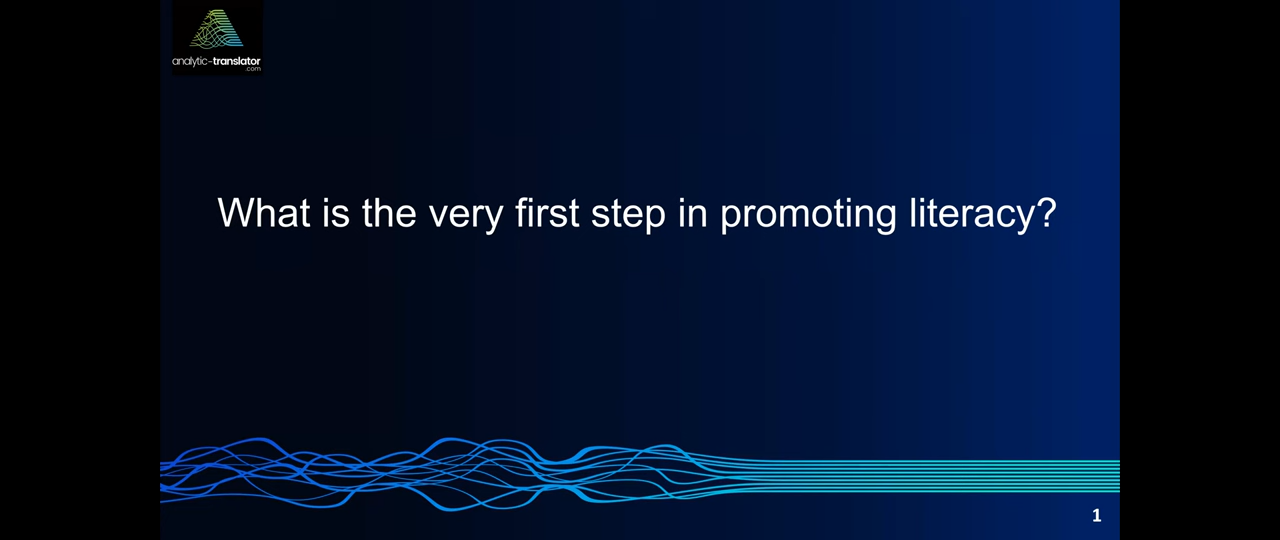 analytic-translator
.com
What is the very first step in promoting literacy?
1